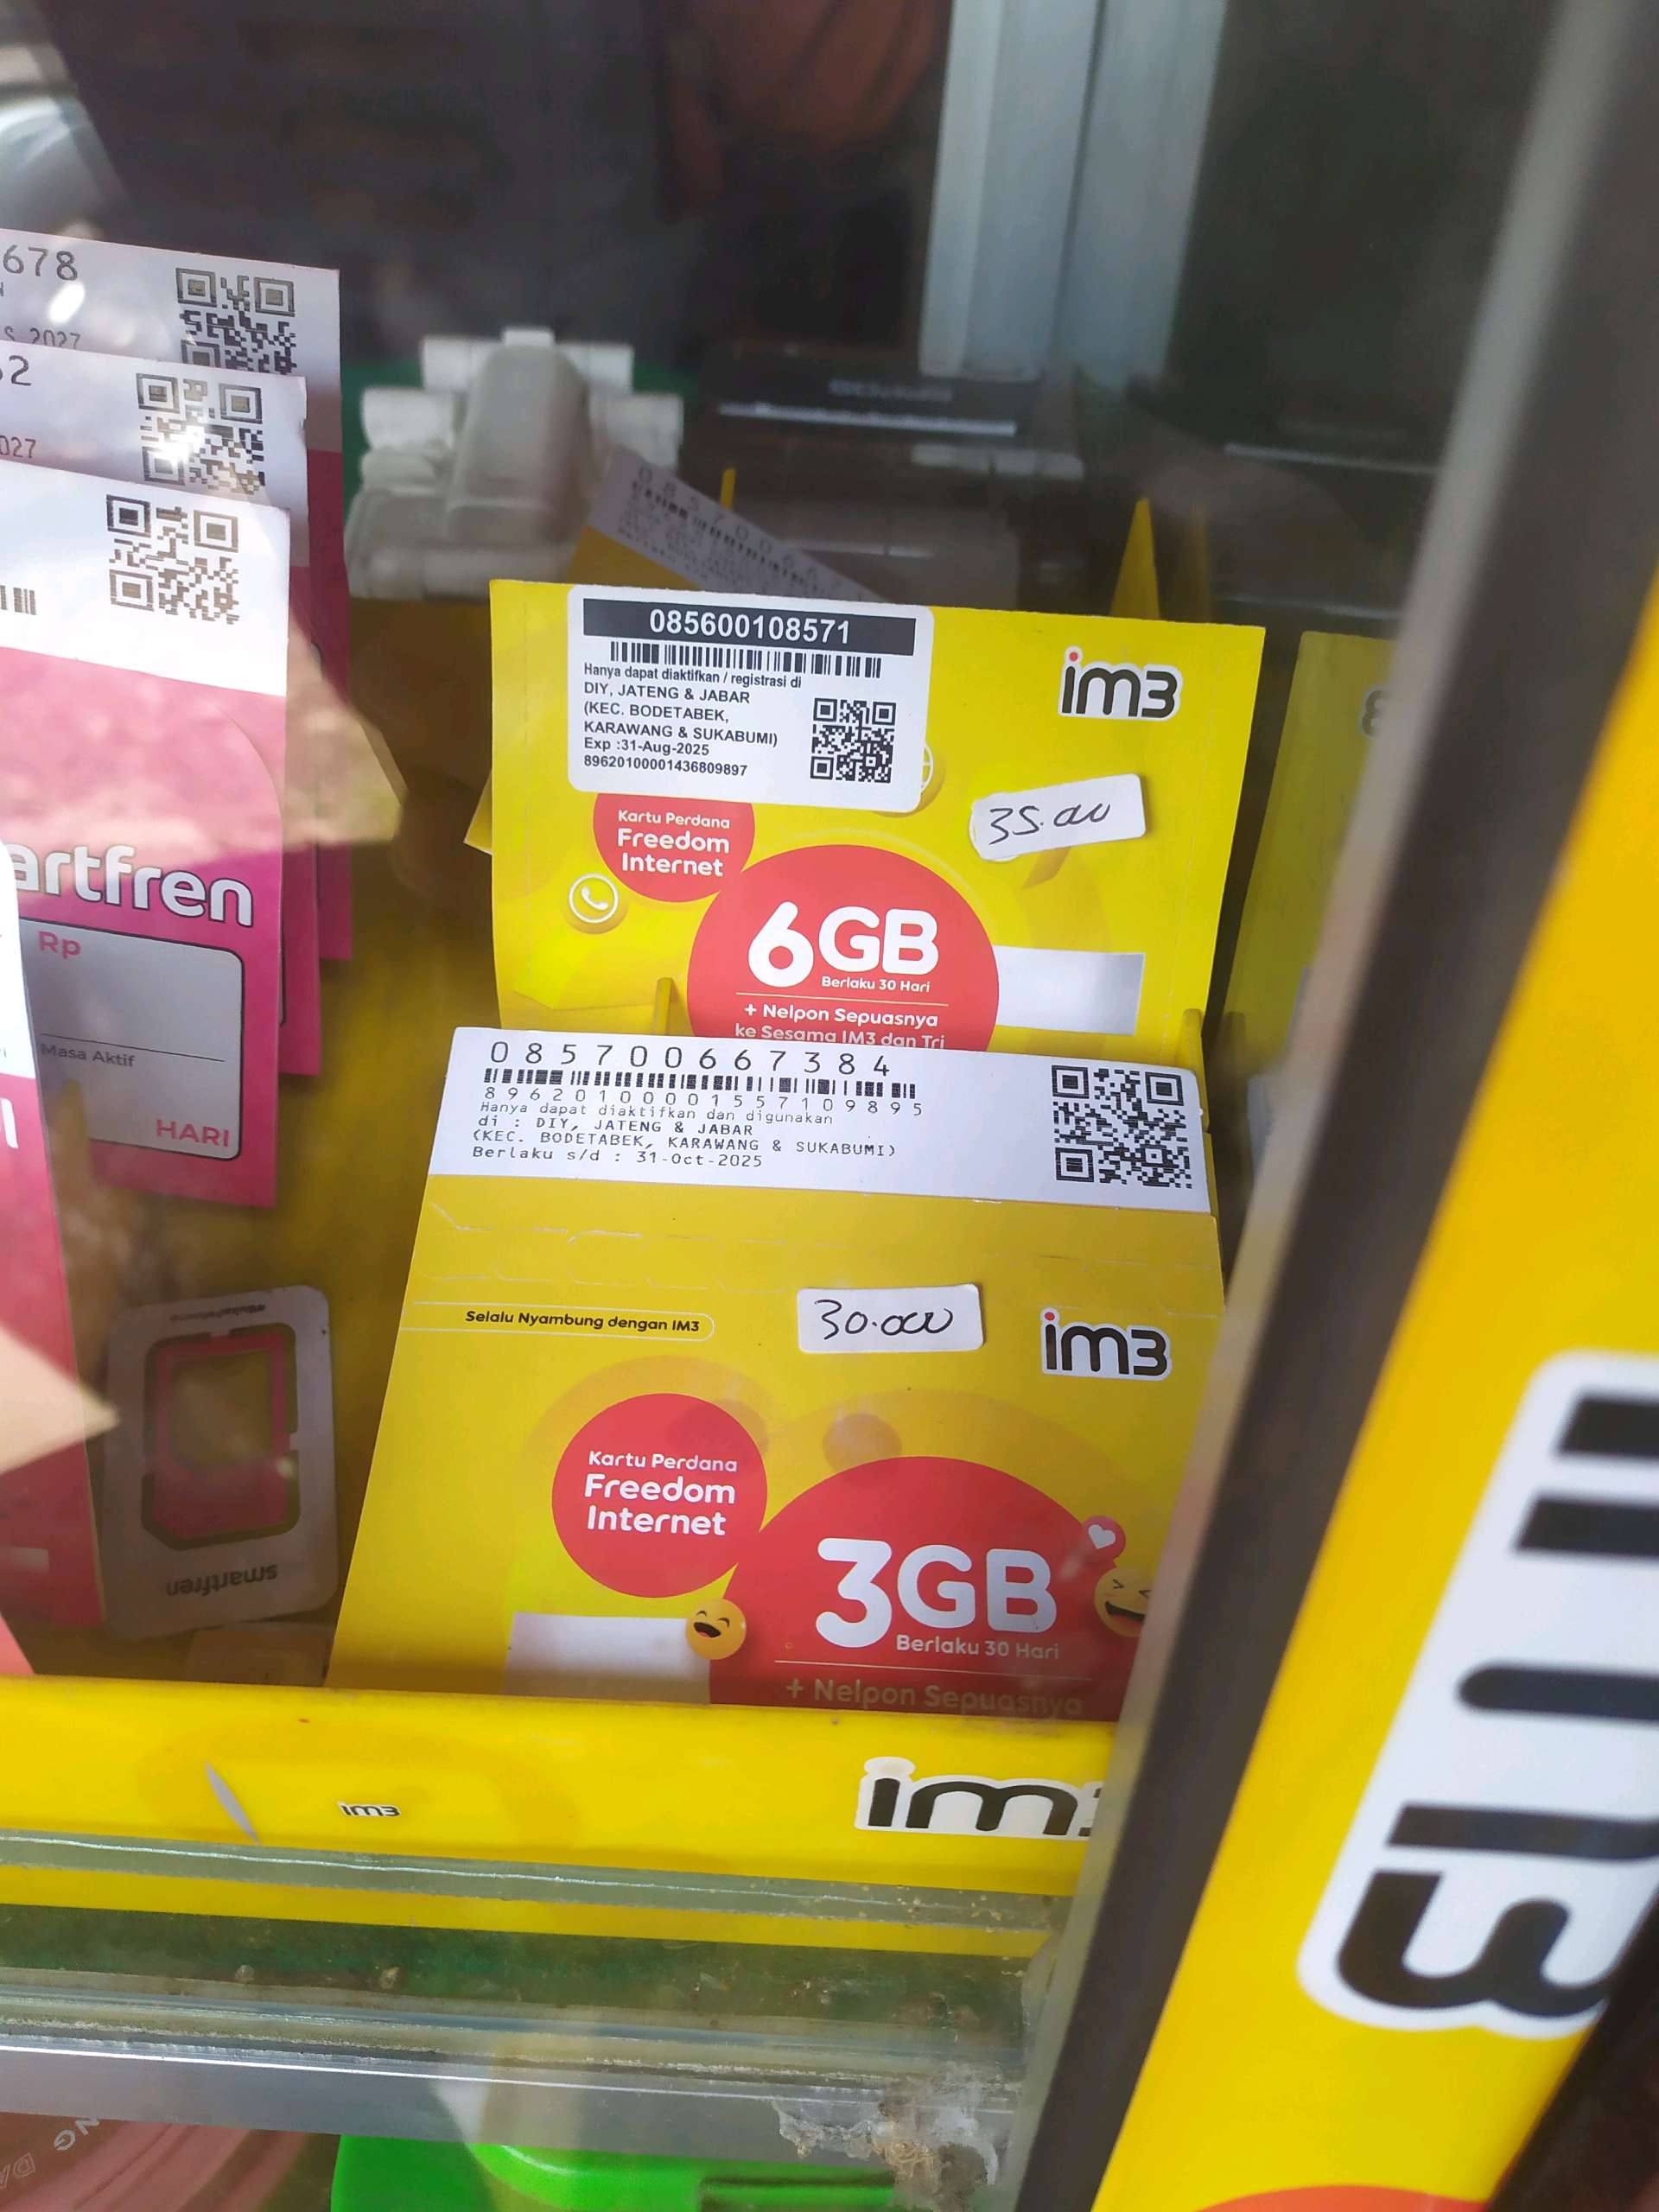 678
2027
2
027
artfren
Rp
Masa Aktif
HARI
smartfren
085600108571
Hanya dapat diaktifkan / registrasi di
DIY, JATENG & JABAR
(KEC. BODETABEK,
KARAWANG & SUKABUMI)
Exp :31-Aug-2025
89620100001436809897
im3
35.000
Kartu Perdana
Freedom
Internet
6GB
Berlaku 30 Hari
+ Nelpon Sepuasnya
ke Sesama IM3 dan Tri
085700667384
89620100001557109895
Hanya dapat diaktifkan dan digunakan
di : DIY, JATENG & JABAR
(KEC. BODETABEK, KARAWANG & SUKABUMI)
Berlaku s/d : 31-Oct-2025
Selalu Nyambung dengan IM3
30.000
im3
Kartu Perdana
Freedom
Internet
3GB
Berlaku 30 Hari
+ Nelpon Sepuasnya
im3
im3
im3